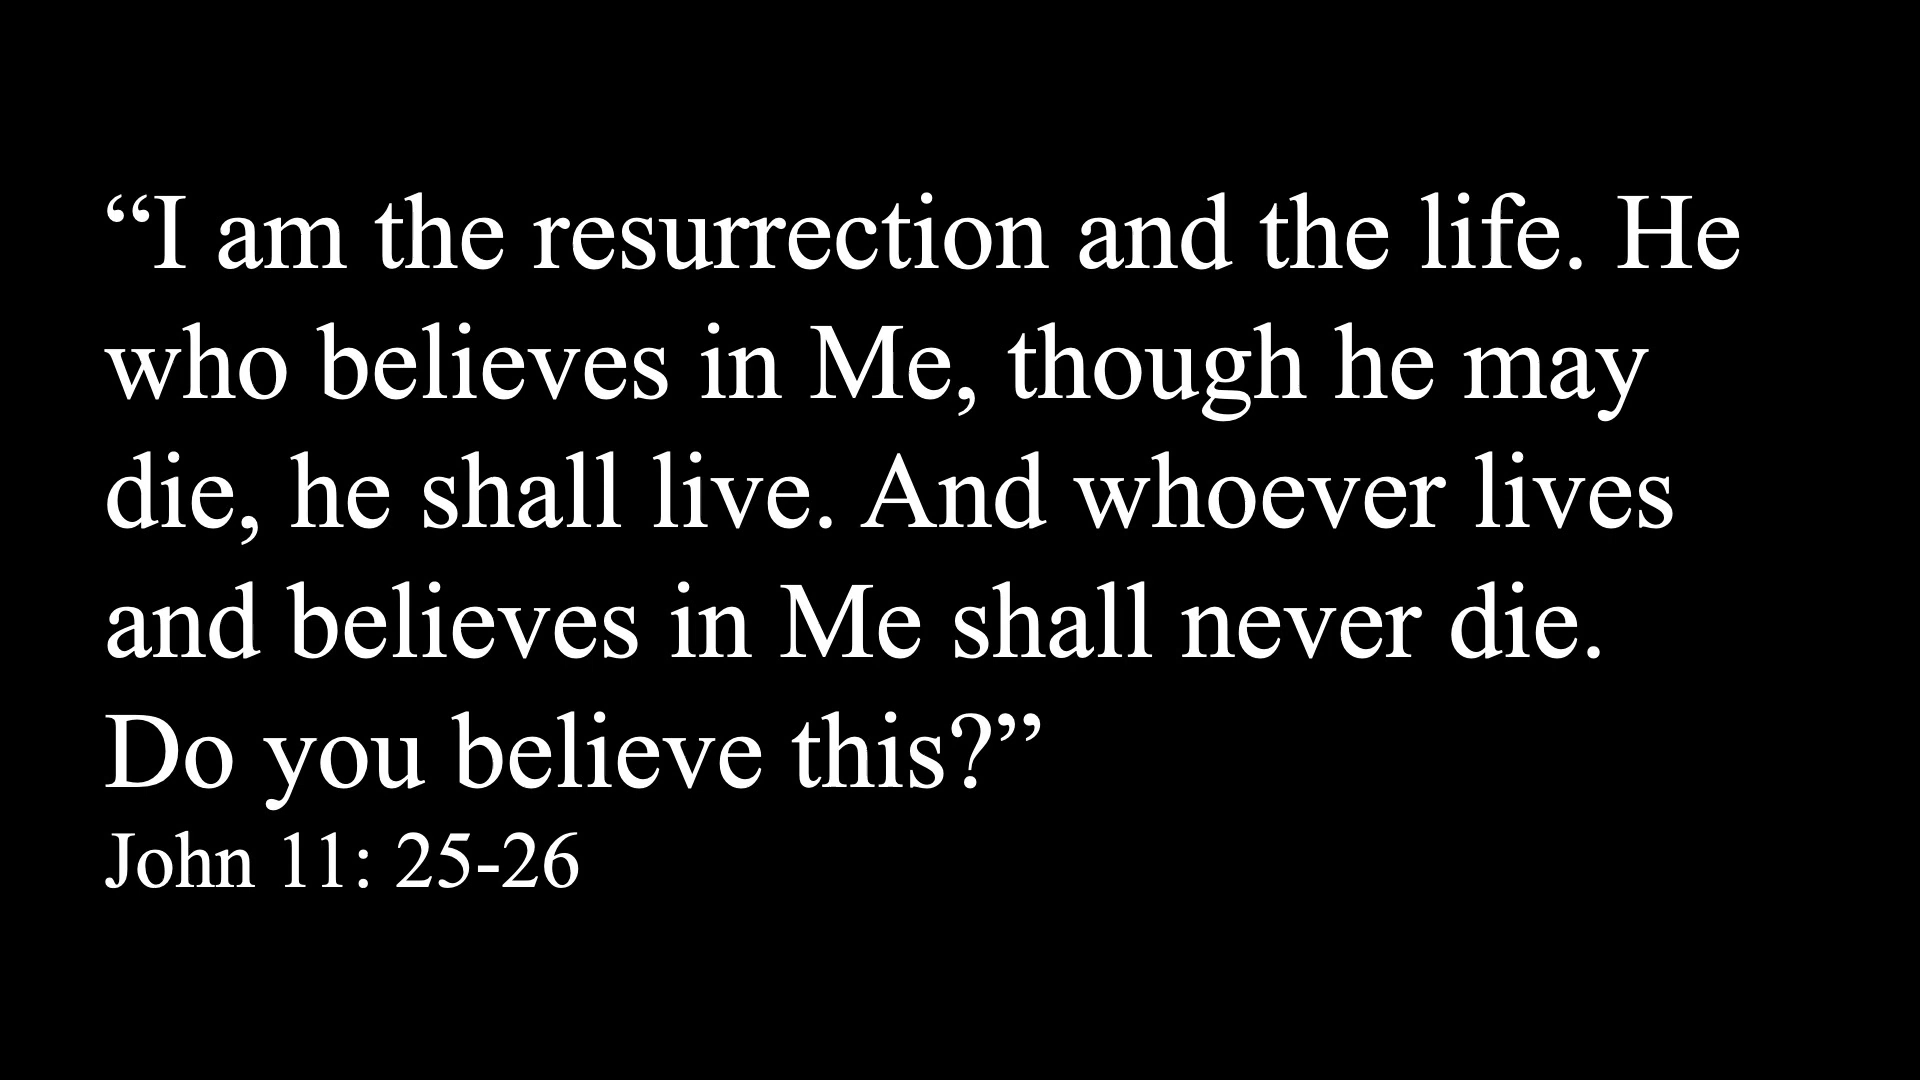 “I am the resurrection and the life. He
who believes in Me, though he may
die, he shall live. And whoever lives
and believes in Me shall never die.
Do you believe this?”
John 11: 25-26